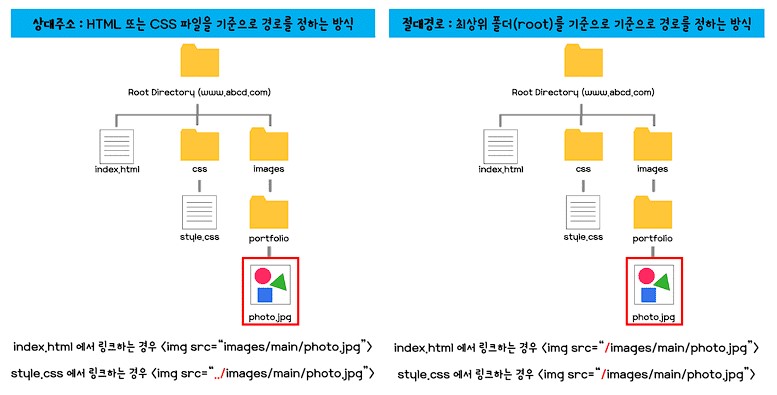 상대주소 : HTML 또는 CSS 파일을 기준으로 경로를 정하는 방식
Root Directory (www.abcd.com)
index.html
css
images
style.css
portfolio
photo.jpg
index.html 에서 링크하는 경우 <img src="images/main/photo.jpg">
style.css 에서 링크하는 경우 <img src="../images/main/photo.jpg">
절대경로 : 최상위 폴더(root)를 기준으로 기준으로 경로를 정하는 방식
Root Directory (www.abcd.com)
index.html
css
images
style.css
portfolio
photo.jpg
index.html 에서 링크하는 경우 <img src="/images/main/photo.jpg">
style.css 에서 링크하는 경우 <img src="/images/main/photo.jpg">